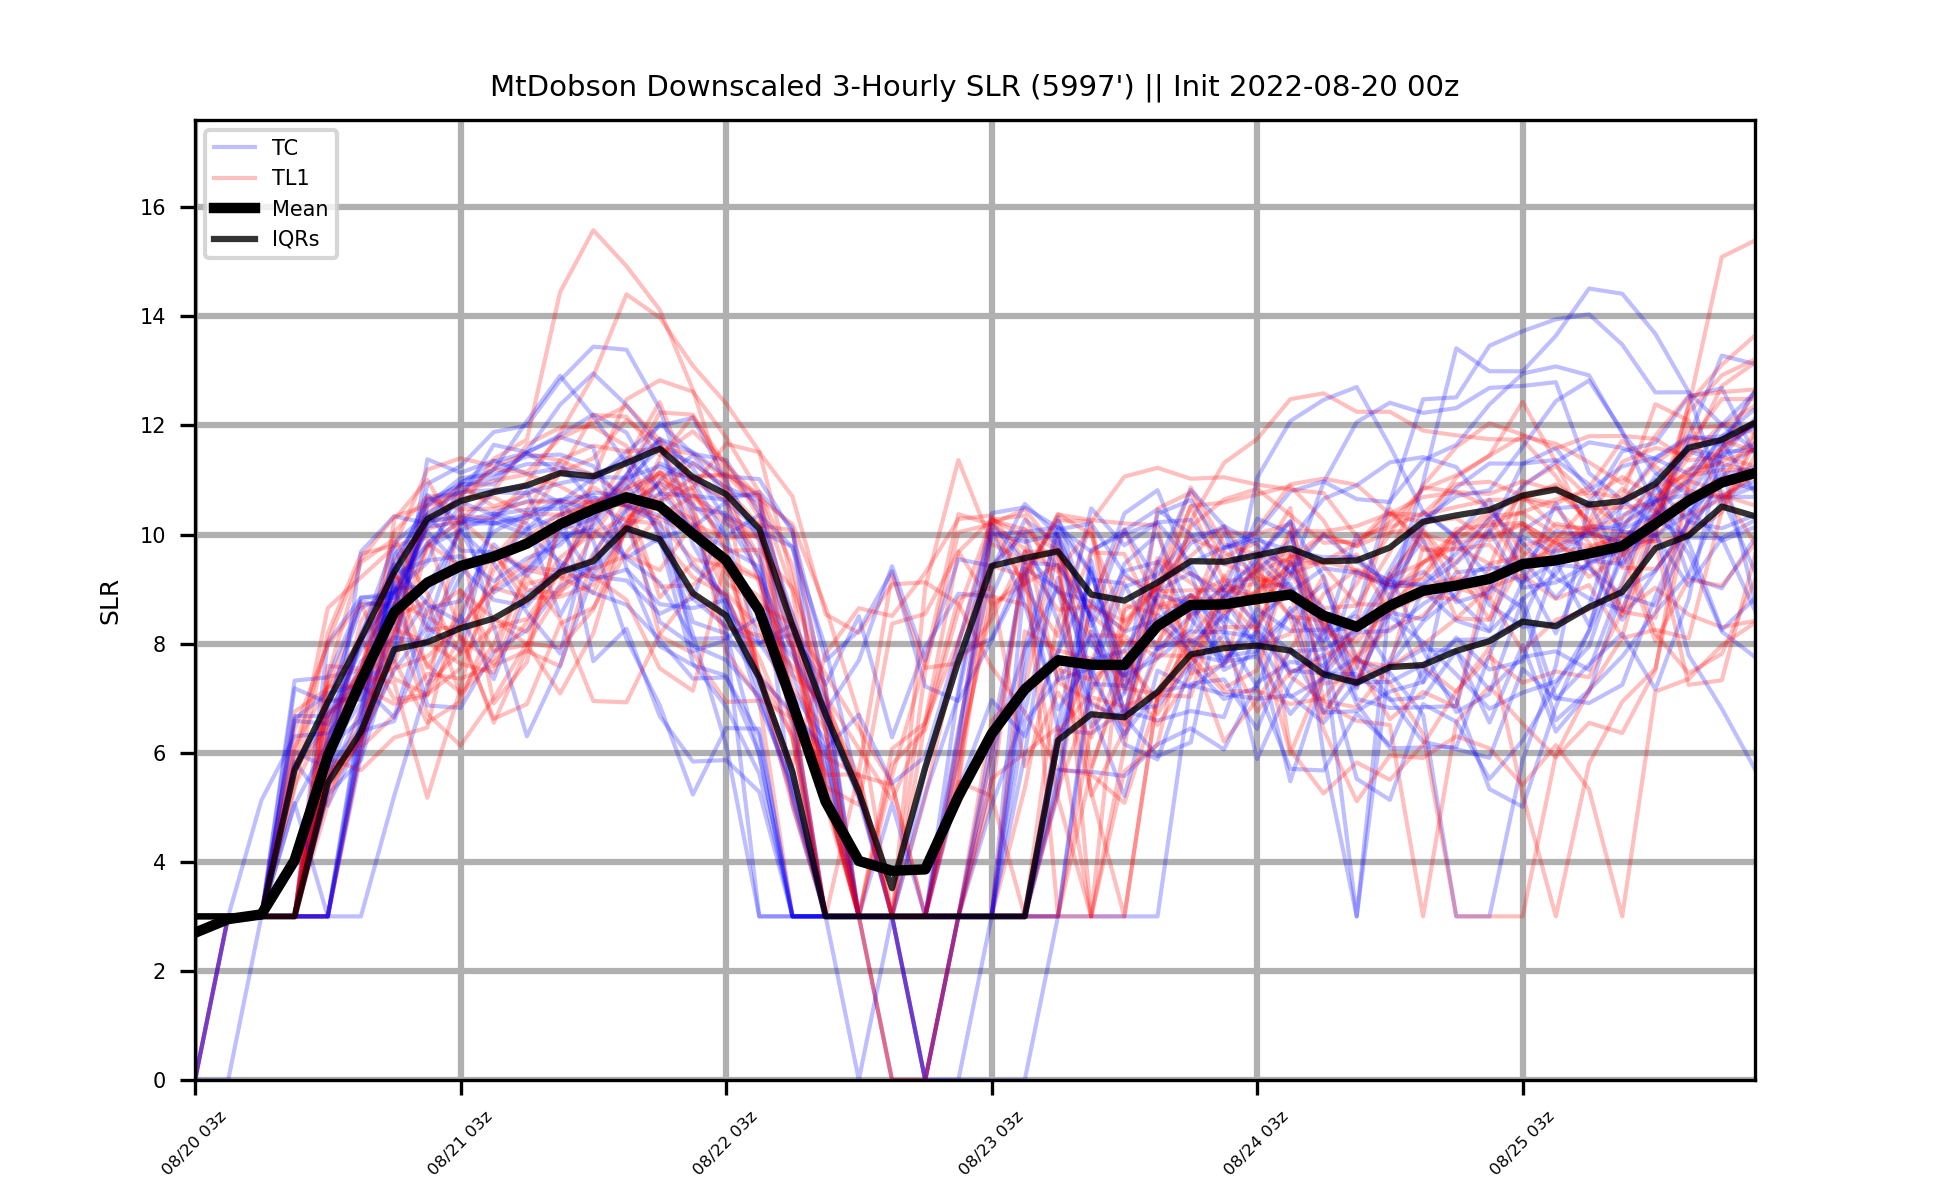 MtDobson Downscaled 3-Hourly SLR (5997') || Init 2022-08-20 00z
TC
TL1
Mean
IQRs
SLR
16
14
12
10
8
6
4
2
0
08/20 03z
08/21 03z
08/22 03z
08/23 03z
08/24 03z
08/25 03z